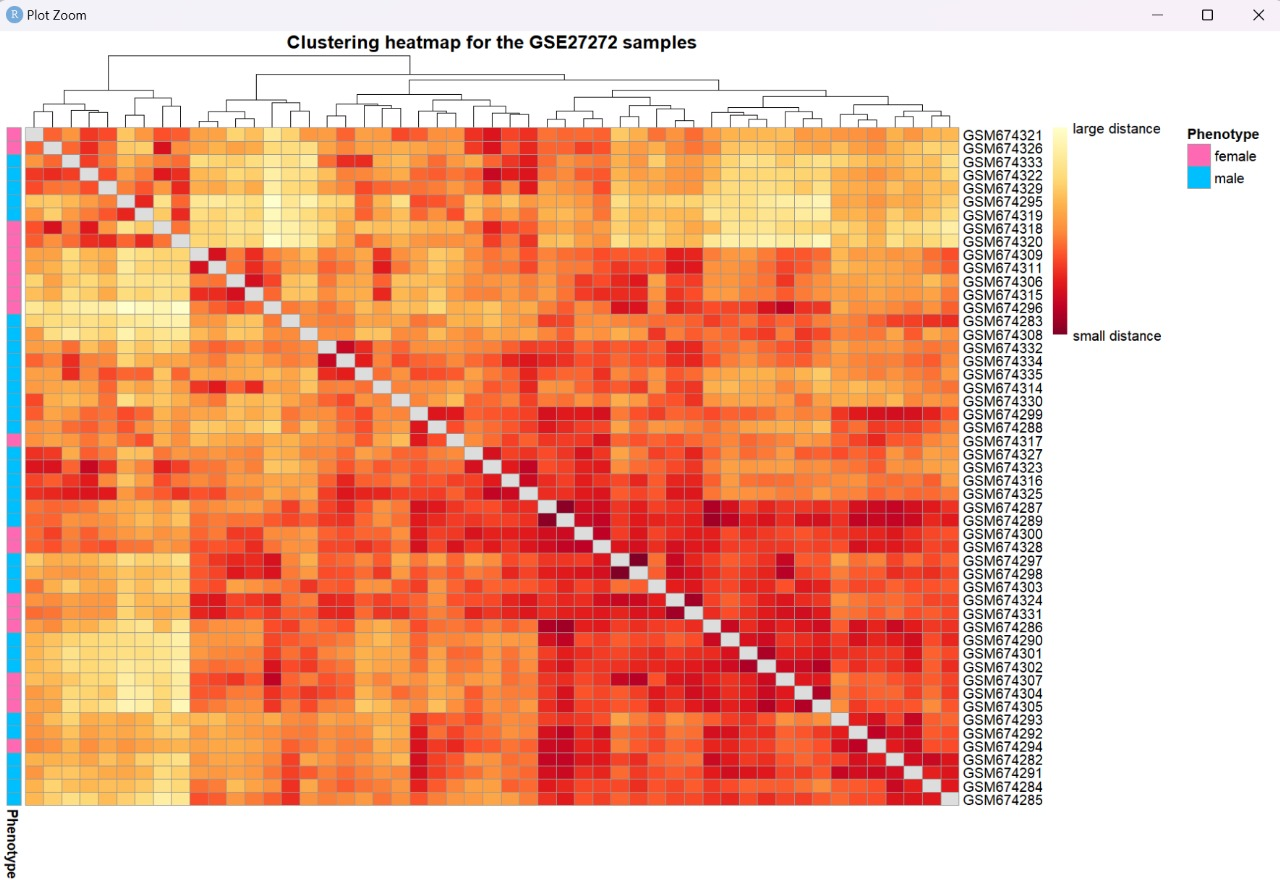 R Plot Zoom
Clustering heatmap for the GSE27272 samples
GSM674321
GSM674326
GSM674333
GSM674322
GSM674329
GSM674295
GSM674319
GSM674318
GSM674320
GSM674309
GSM674311
GSM674306
GSM674315
GSM674296
GSM674283
GSM674308
GSM674332
GSM674334
GSM674335
GSM674314
GSM674330
GSM674299
GSM674288
GSM674317
GSM674327
GSM674323
GSM674316
GSM674325
GSM674287
GSM674289
GSM674300
GSM674328
GSM674297
GSM674298
GSM674303
GSM674324
GSM674331
GSM674286
GSM674290
GSM674301
GSM674302
GSM674307
GSM674304
GSM674305
GSM674293
GSM674292
GSM674294
GSM674282
GSM674291
GSM674284
GSM674285
large distance
small distance
Phenotype
female
male
Phenotype